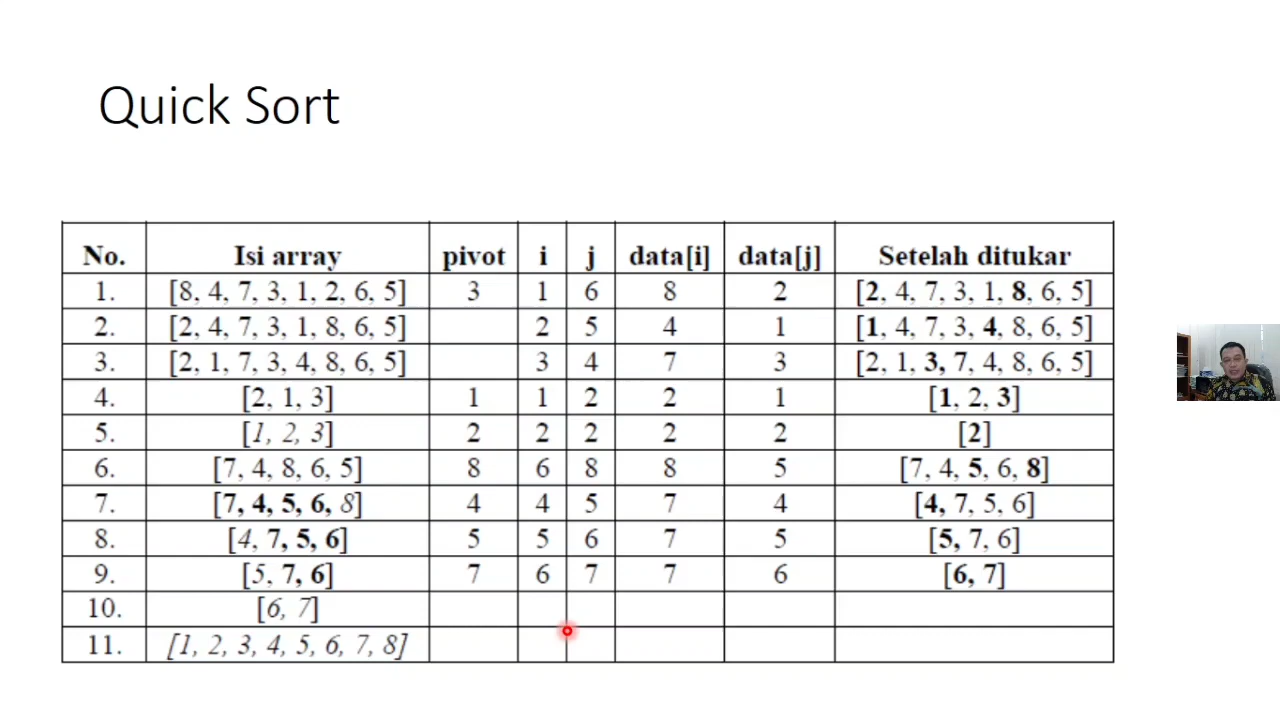 Quick Sort
No. Isi array pivot i j data[i] data[j] Setelah ditukar
1. [8, 4, 7, 3, 1, 2, 6, 5] 3 1 6 8 2 [2, 4, 7, 3, 1, 8, 6, 5]
2. [2, 4, 7, 3, 1, 8, 6, 5] 2 5 4 1 [1, 4, 7, 3, 4, 8, 6, 5]
3. [2, 1, 7, 3, 4, 8, 6, 5] 3 4 7 3 [2, 1, 3, 7, 4, 8, 6, 5]
4. [2, 1, 3] 1 1 2 2 1 [1, 2, 3]
5. [1, 2, 3] 2 2 2 2 2 [2]
6. [7, 4, 8, 6, 5] 8 6 8 8 5 [7, 4, 5, 6, 8]
7. [7, 4, 5, 6, 8] 4 4 5 7 4 [4, 7, 5, 6]
8. [4, 7, 5, 6] 5 5 6 7 5 [5, 7, 6]
9. [5, 7, 6] 7 6 7 7 6 [6, 7]
10. [6, 7]
11. [1, 2, 3, 4, 5, 6, 7, 8]